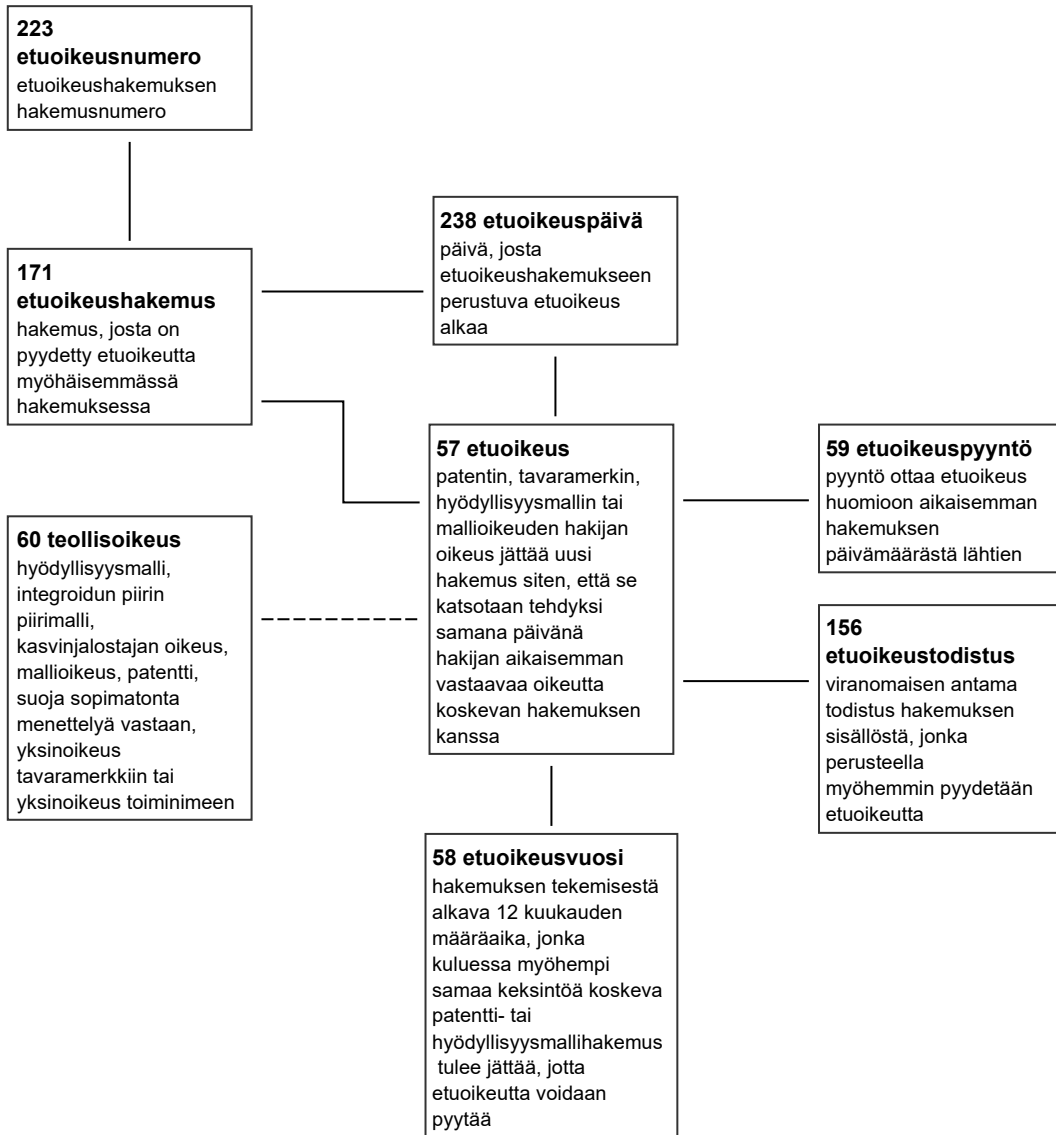 223
etuoikeusnumero
etuoikeushakemuksen
hakemusnumero
238 etuoikeuspäivä
päivä, josta
etuoikeushakemukseen
perustuva etuoikeus
alkaa
171
etuoikeushakemus
hakemus, josta on
pyydetty etuoikeutta
myöhäisemmässä
hakemuksessa
57 etuoikeus
patentin, tavaramerkin,
hyödyllisyysmallin tai
mallioikeuden hakijan
oikeus jättää uusi
hakemus siten, että se
katsotaan tehdyksi
samana päivänä
hakijan aikaisemman
vastaavaa oikeutta
koskevan hakemuksen
kanssa
59 etuoikeuspyyntö
pyyntö ottaa etuoikeus
huomioon aikaisemman
hakemuksen
päivämäärästä lähtien
60 teollisoikeus
hyödyllisyysmalli,
integroidun piirin
piirimalli,
kasvinjalostajan oikeus,
mallioikeus, patentti,
suoja sopimatonta
menettelyä vastaan,
yksinoikeus
tavaramerkkiin tai
yksinoikeus toiminimeen
156
etuoikeustodistus
viranomaisen antama
todistus hakemuksen
sisällöstä, jonka
perusteella
myöhemmin pyydetään
etuoikeutta
58 etuoikeusvuosi
hakemuksen tekemisestä
alkava 12 kuukauden
määräaika, jonka
kuluessa myöhempi
samaa keksintöä koskeva
patentti- tai
hyödyllisyysmallihakemus
tulee jättää, jotta
etuoikeutta voidaan
pyytää